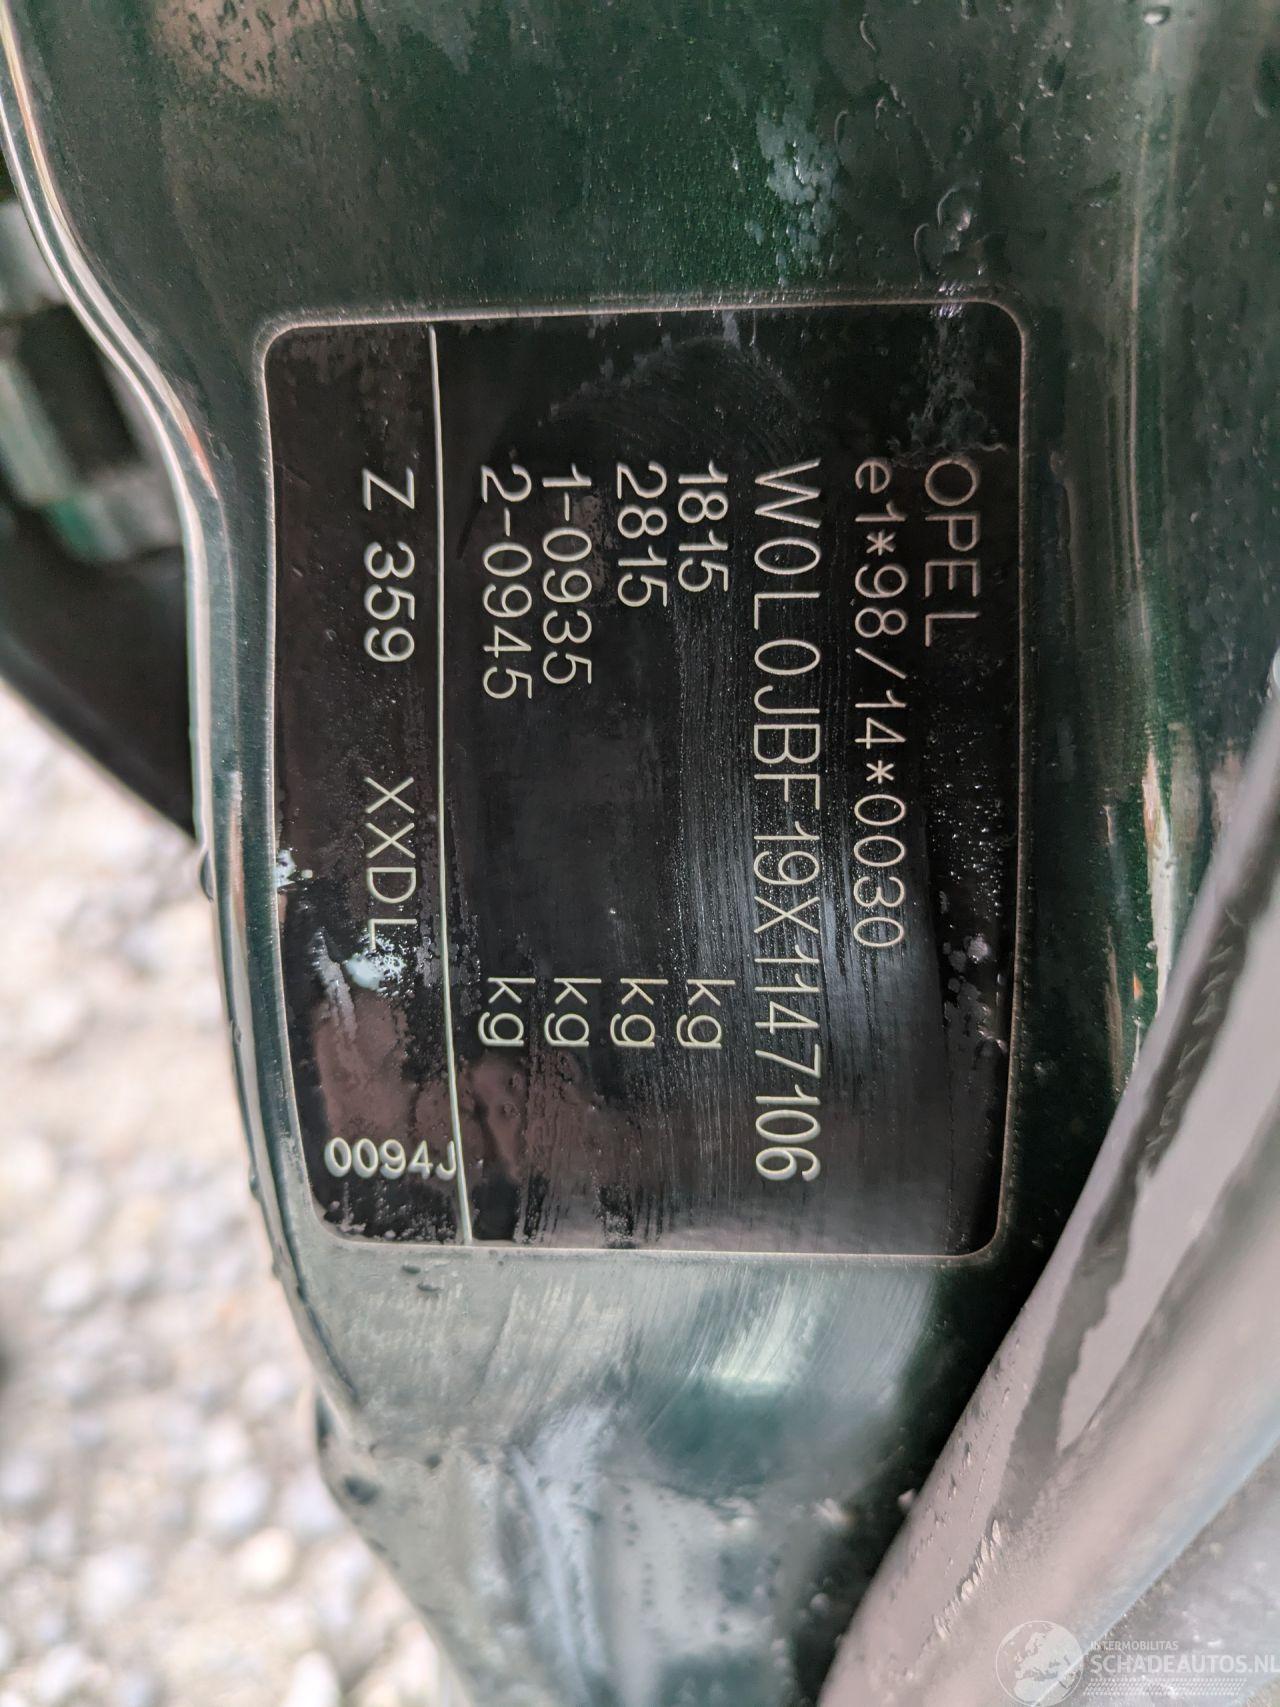 OPEL
e1*98/14*0030
W0L0JBF19X1147106
1815 kg
2815 kg
1-0935 kg
2-0945 kg
Z 359 XXDL 0094J
INTERMOBILITAS
SCHADEAUTOS.NL